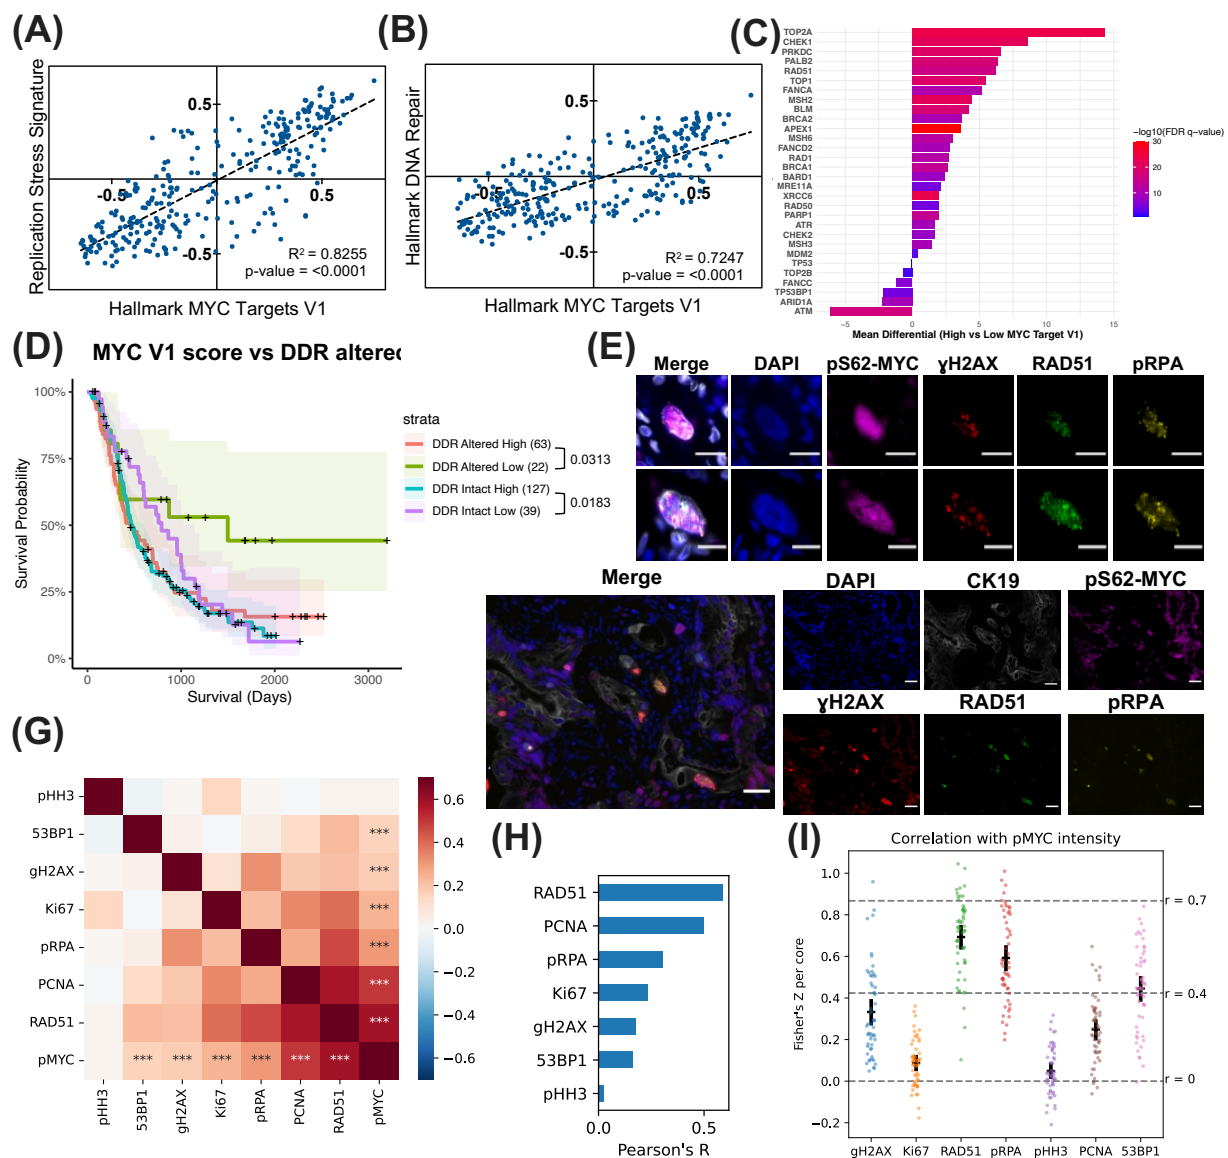 (A)
Replication Stress Signature
0.5
-0.5
0.5
-0.5
R² = 0.8255
p-value = <0.0001
Hallmark MYC Targets V1
(B)
Hallmark DNA Repair
0.5
-0.5
0.5
-0.5
R² = 0.7247
p-value = <0.0001
Hallmark MYC Targets V1
(C)
TOP2A
CHEK1
PRKDC
PALB2
RAD51
TOP1
FANCA
MSH2
BLM
BRCA2
APEX1
MSH6
FANCD2
RAD1
BRCA1
BARD1
MRE11A
XRCC6
RAD50
PARP1
ATR
CHEK2
MSH3
MDM2
TP53
TOP2B
FANCC
TP53BP1
ARID1A
ATM
−5 0 5 10 15
Mean Differential (High vs Low MYC Target V1)
−log10(FDR q−value)
30
20
10
(D)
MYC V1 score vs DDR altered
Survival Probability
100%
75%
50%
25%
0%
0 1000 2000 3000
Survival (Days)
strata
DDR Altered High (63)
DDR Altered Low (22)
0.0313
DDR Intact High (127)
DDR Intact Low (39)
0.0183
(E)
Merge DAPI pS62-MYC ɣH2AX RAD51 pRPA
Merge
DAPI CK19 pS62-MYC
ɣH2AX RAD51 pRPA
(G)
pHH3
53BP1
gH2AX
Ki67
pRPA
PCNA
RAD51
pMYC
***
***
***
***
***
***
*** *** *** *** *** ***
pHH3 53BP1 gH2AX Ki67 pRPA PCNA RAD51 pMYC
0.6
0.4
0.2
0.0
−0.2
−0.4
−0.6
(H)
RAD51
PCNA
pRPA
Ki67
gH2AX
53BP1
pHH3
0.0 0.5
Pearson's R
(I)
Correlation with pMYC intensity
Fisher's Z per core
1.0
0.8
0.6
0.4
0.2
0.0
−0.2
r = 0.7
r = 0.4
r = 0
gH2AX Ki67 RAD51 pRPA pHH3 PCNA 53BP1